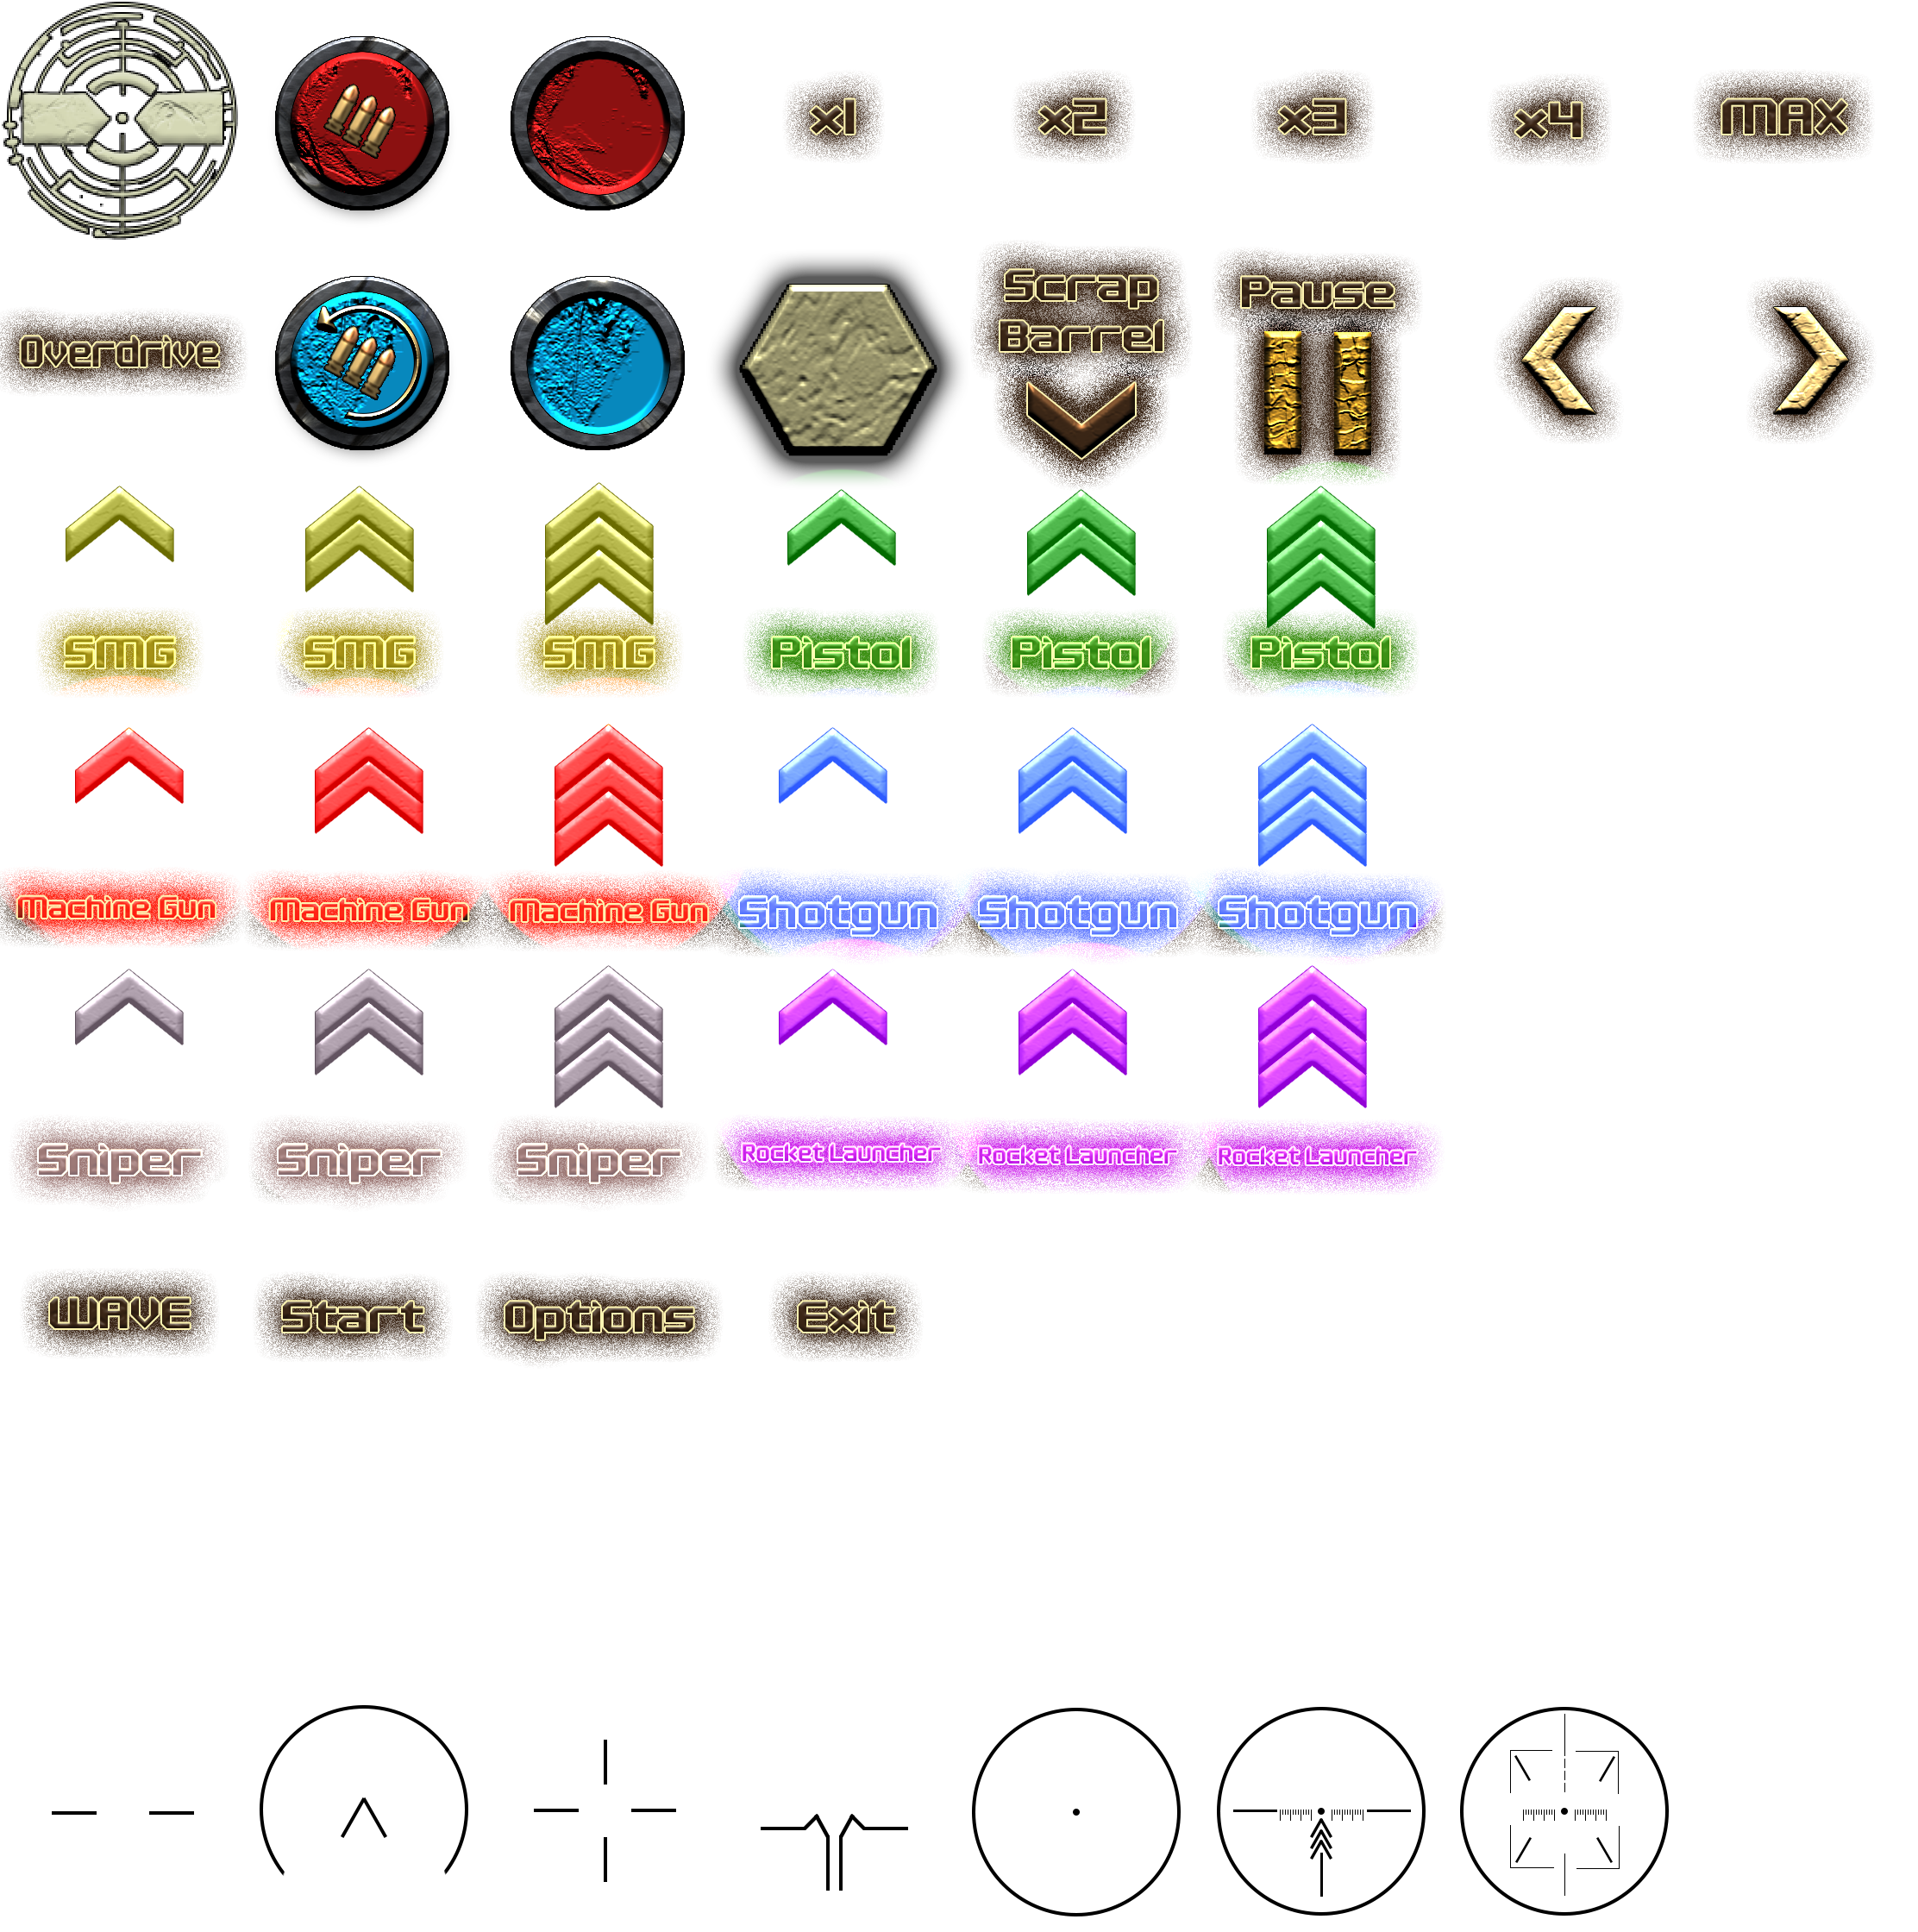 x1
x2
x3
x4
MAX
Overdrive
Scrap
Barrel
Pause
SMG
SMG
SMG
Pistol
Pistol
Pistol
Machine Gun
Machine Gun
Machine Gun
Shotgun
Shotgun
Shotgun
Sniper
Sniper
Sniper
Rocket Launcher
Rocket Launcher
Rocket Launcher
WAVE
Start
Options
Exit